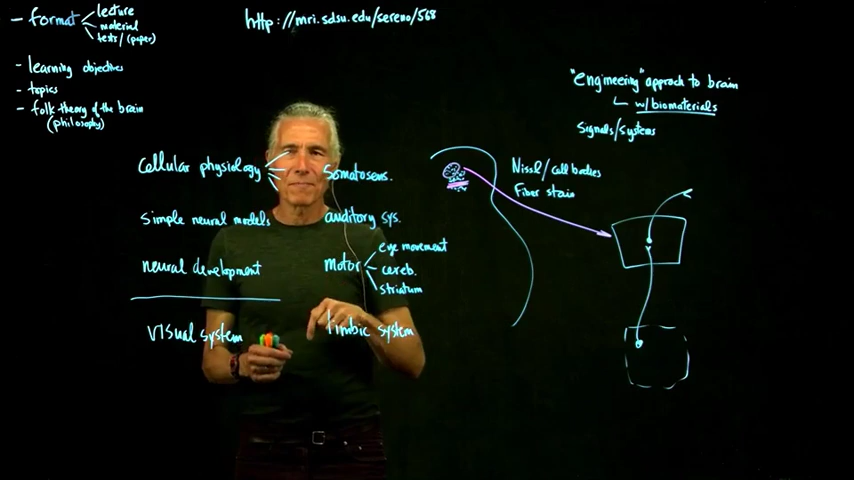 - format
lecture
material
tests/(paper)
- learning objectives
- topics
- folk theory of the brain
(philosophy)
http://mri.sdsu.edu/sereno/568
"engineering" approach to brain
w/biomaterials
signals/systems
Cellular physiology
simple neural models
neural development
visual system
Somatosens.
auditory sys.
Motor
eye movement
cereb.
striatum
limbic system
Nissl/cell bodies
Fiber stain